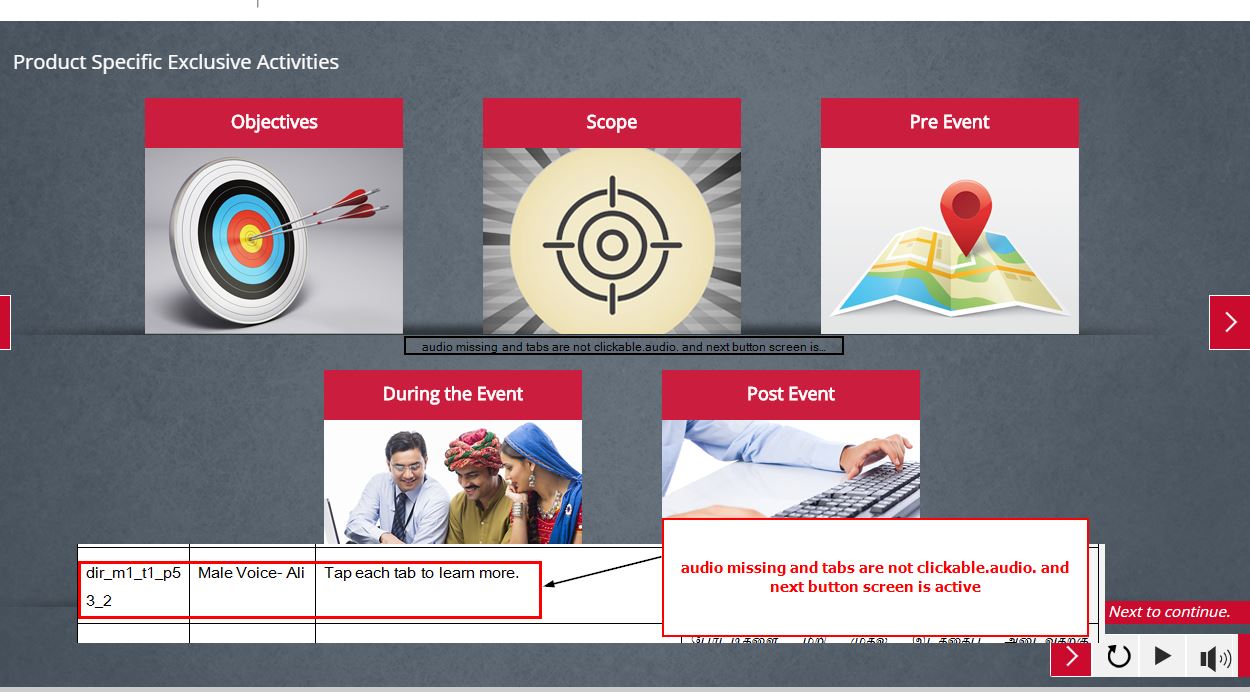 Product Specific Exclusive Activities
Objectives
Scope
Pre Event
audio missing and tabs are not clickable.audio. and next button screen is...
During the Event
Post Event
dir_m1_t1_p5
3_2
Male Voice- Ali
Tap each tab to learn more.
audio missing and tabs are not clickable.audio. and
next button screen is active
Next to continue.